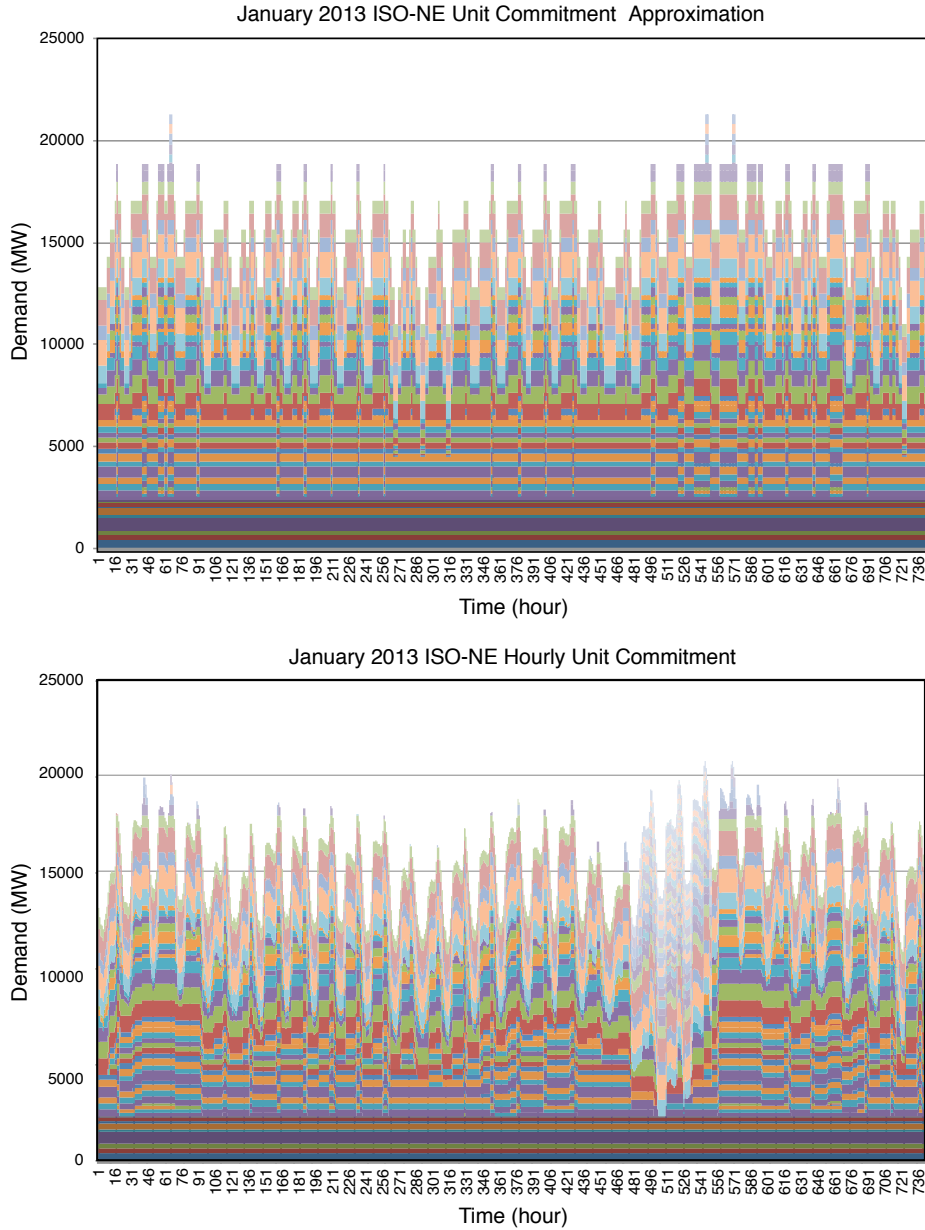 January 2013 ISO-NE Unit Commitment Approximation
25000
20000
15000
10000
5000
0
Demand (MW)
1 16 31 46 61 76 91 106 121 136 151 166 181 196 211 226 241 256 271 286 301 316 331 346 361 376 391 406 421 436 451 466 481 496 511 526 541 556 571 586 601 616 631 646 661 676 691 706 721 736
Time (hour)
January 2013 ISO-NE Hourly Unit Commitment
25000
20000
15000
10000
5000
0
Demand (MW)
1 16 31 46 61 76 91 106 121 136 151 166 181 196 211 226 241 256 271 286 301 316 331 346 361 376 391 406 421 436 451 466 481 496 511 526 541 556 571 586 601 616 631 646 661 676 691 706 721 736
Time (hour)